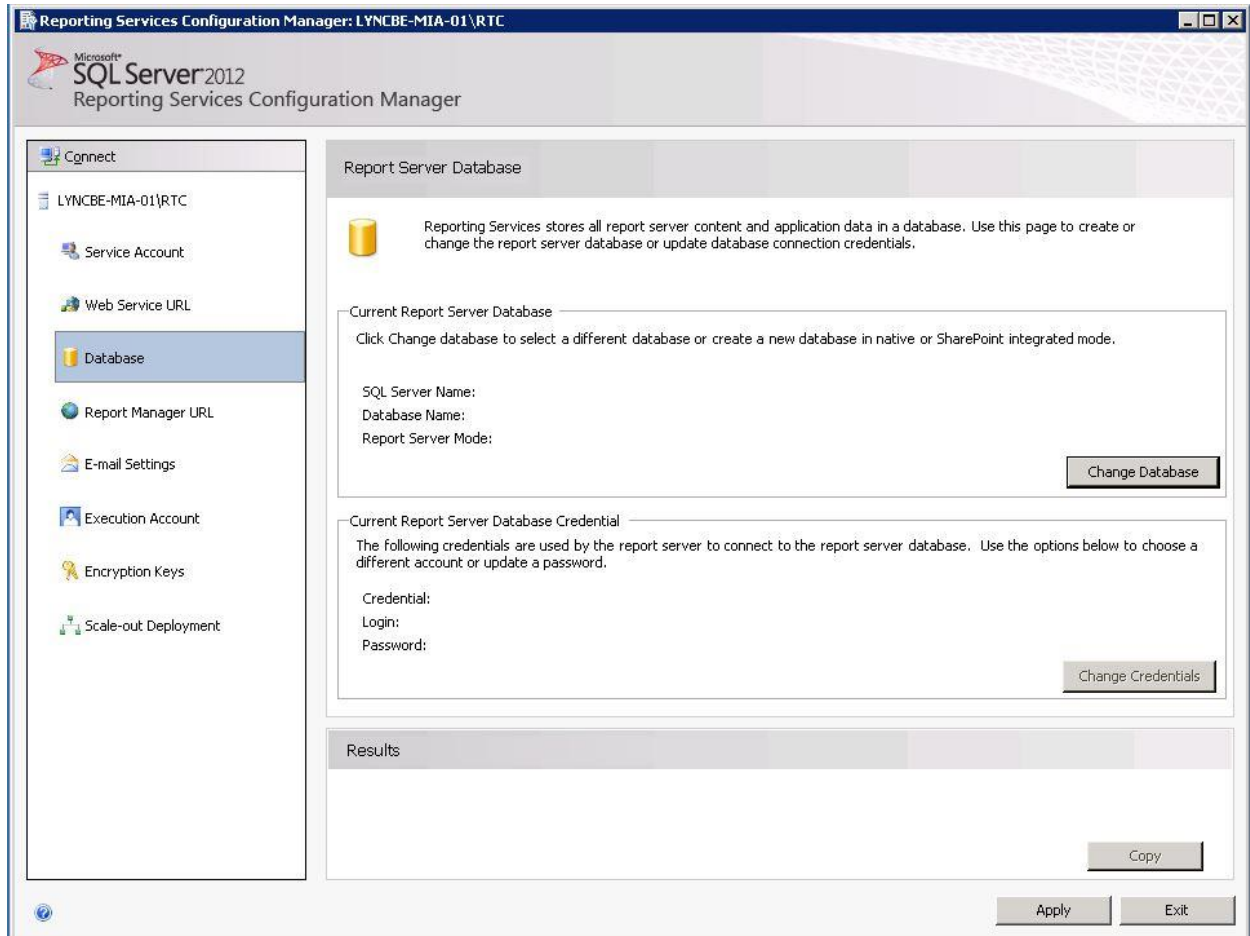 Reporting Services Configuration Manager: LYNCBE-MIA-01\RTC
Microsoft®
SQL Server 2012
Reporting Services Configuration Manager
Connect
LYNCBE-MIA-01\RTC
Service Account
Web Service URL
Database
Report Manager URL
E-mail Settings
Execution Account
Encryption Keys
Scale-out Deployment
Report Server Database
Reporting Services stores all report server content and application data in a database. Use this page to create or
change the report server database or update database connection credentials.
Current Report Server Database
Click Change database to select a different database or create a new database in native or SharePoint integrated mode.
SQL Server Name:
Database Name:
Report Server Mode:
Change Database
Current Report Server Database Credential
The following credentials are used by the report server to connect to the report server database. Use the options below to choose a
different account or update a password.
Credential:
Login:
Password:
Change Credentials
Results
Copy
Apply
Exit